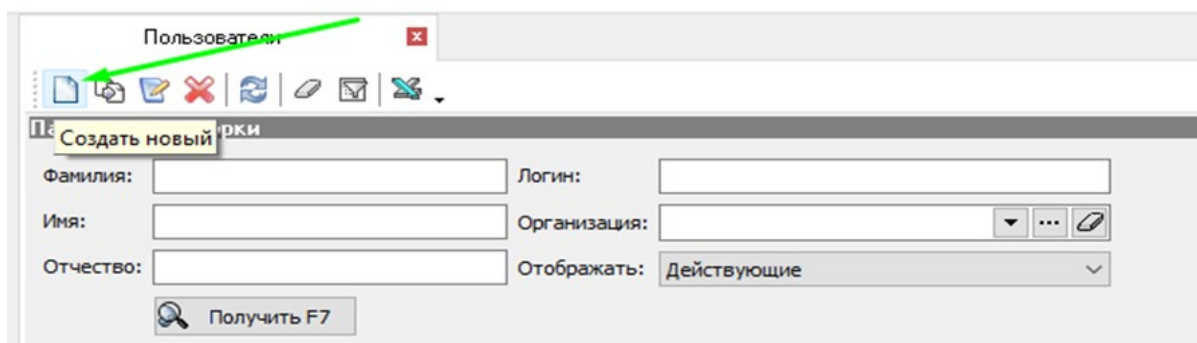 Пользователи
Создать новый
Фамилия:
Логин:
Имя:
Организация:
Отчество:
Отображать: Действующие
Получить F7